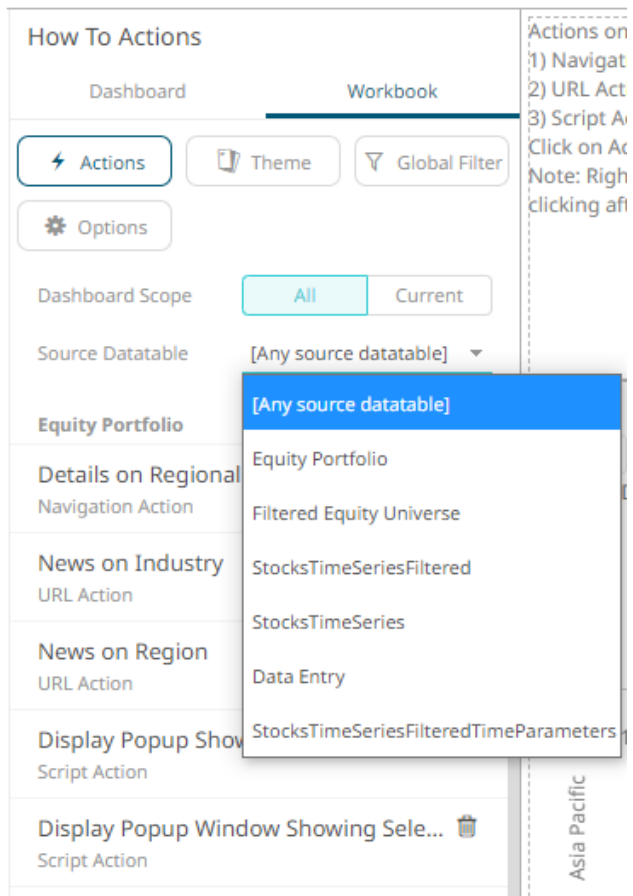 How To Actions
Dashboard Workbook
Actions Theme Global Filter
Options
Dashboard Scope All Current
Source Datatable [Any source datatable]
[Any source datatable]
Equity Portfolio
Filtered Equity Universe
StocksTimeSeriesFiltered
StocksTimeSeries
Data Entry
StocksTimeSeriesFilteredTimeParameters
Equity Portfolio
Details on Regional
Navigation Action
News on Industry
URL Action
News on Region
URL Action
Display Popup Show
Script Action
Display Popup Window Showing Sele...
Script Action
Actions on
1) Navigat
2) URL Act
3) Script A
Click on Ac
Note: Righ
clicking aft
Asia Pacific